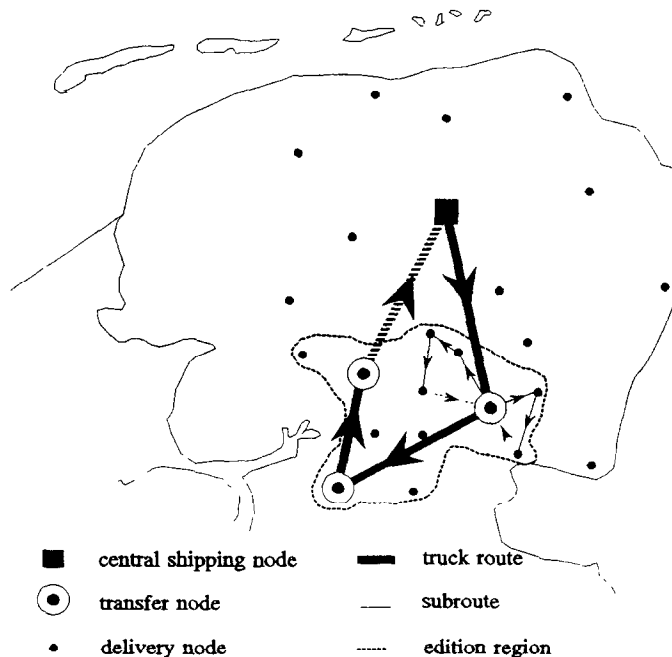 central shipping node
truck route
transfer node
subroute
delivery node
edition region